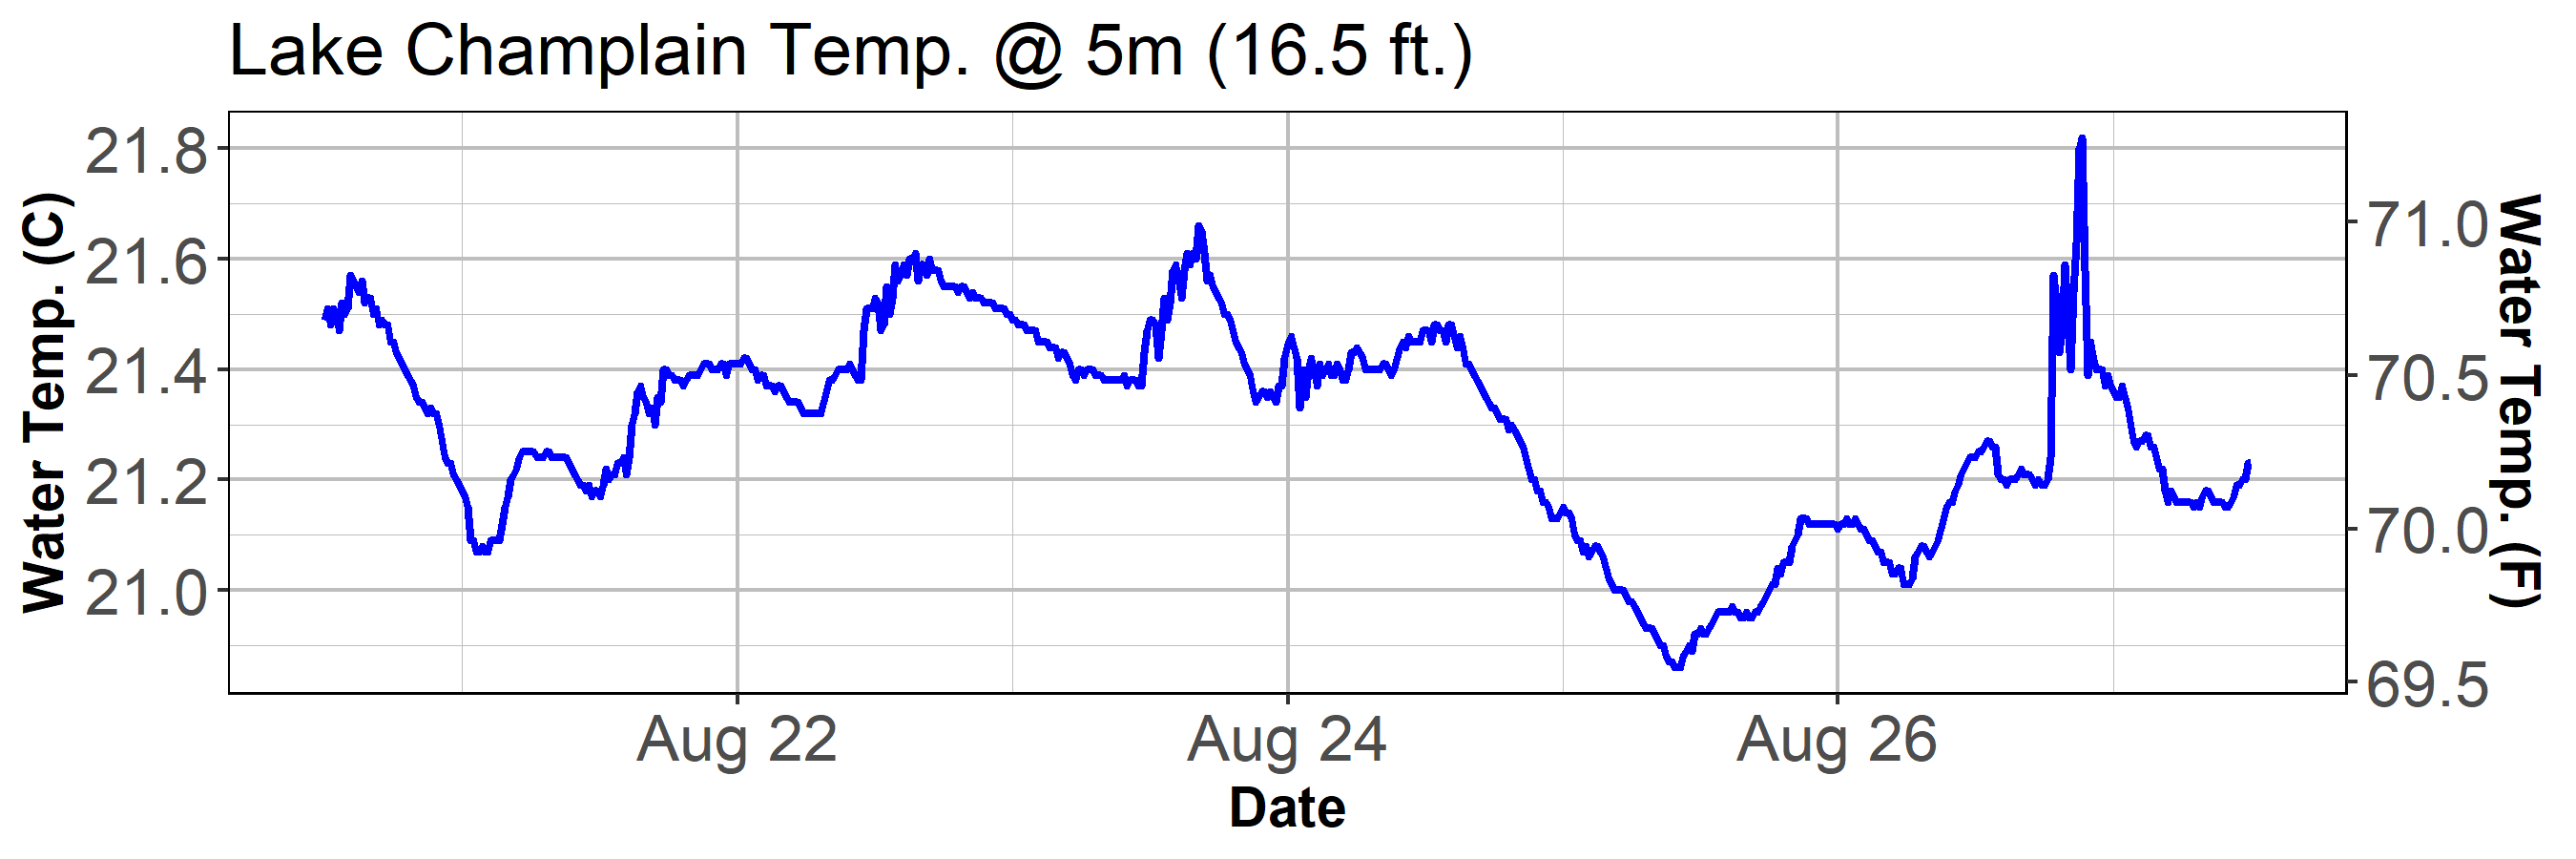 Lake Champlain Temp. @ 5m (16.5 ft.)
Water Temp. (C)
21.8
21.6
21.4
21.2
21.0
71.0
70.5
70.0
69.5
Water Temp. (F)
Aug 22
Aug 24
Aug 26
Date